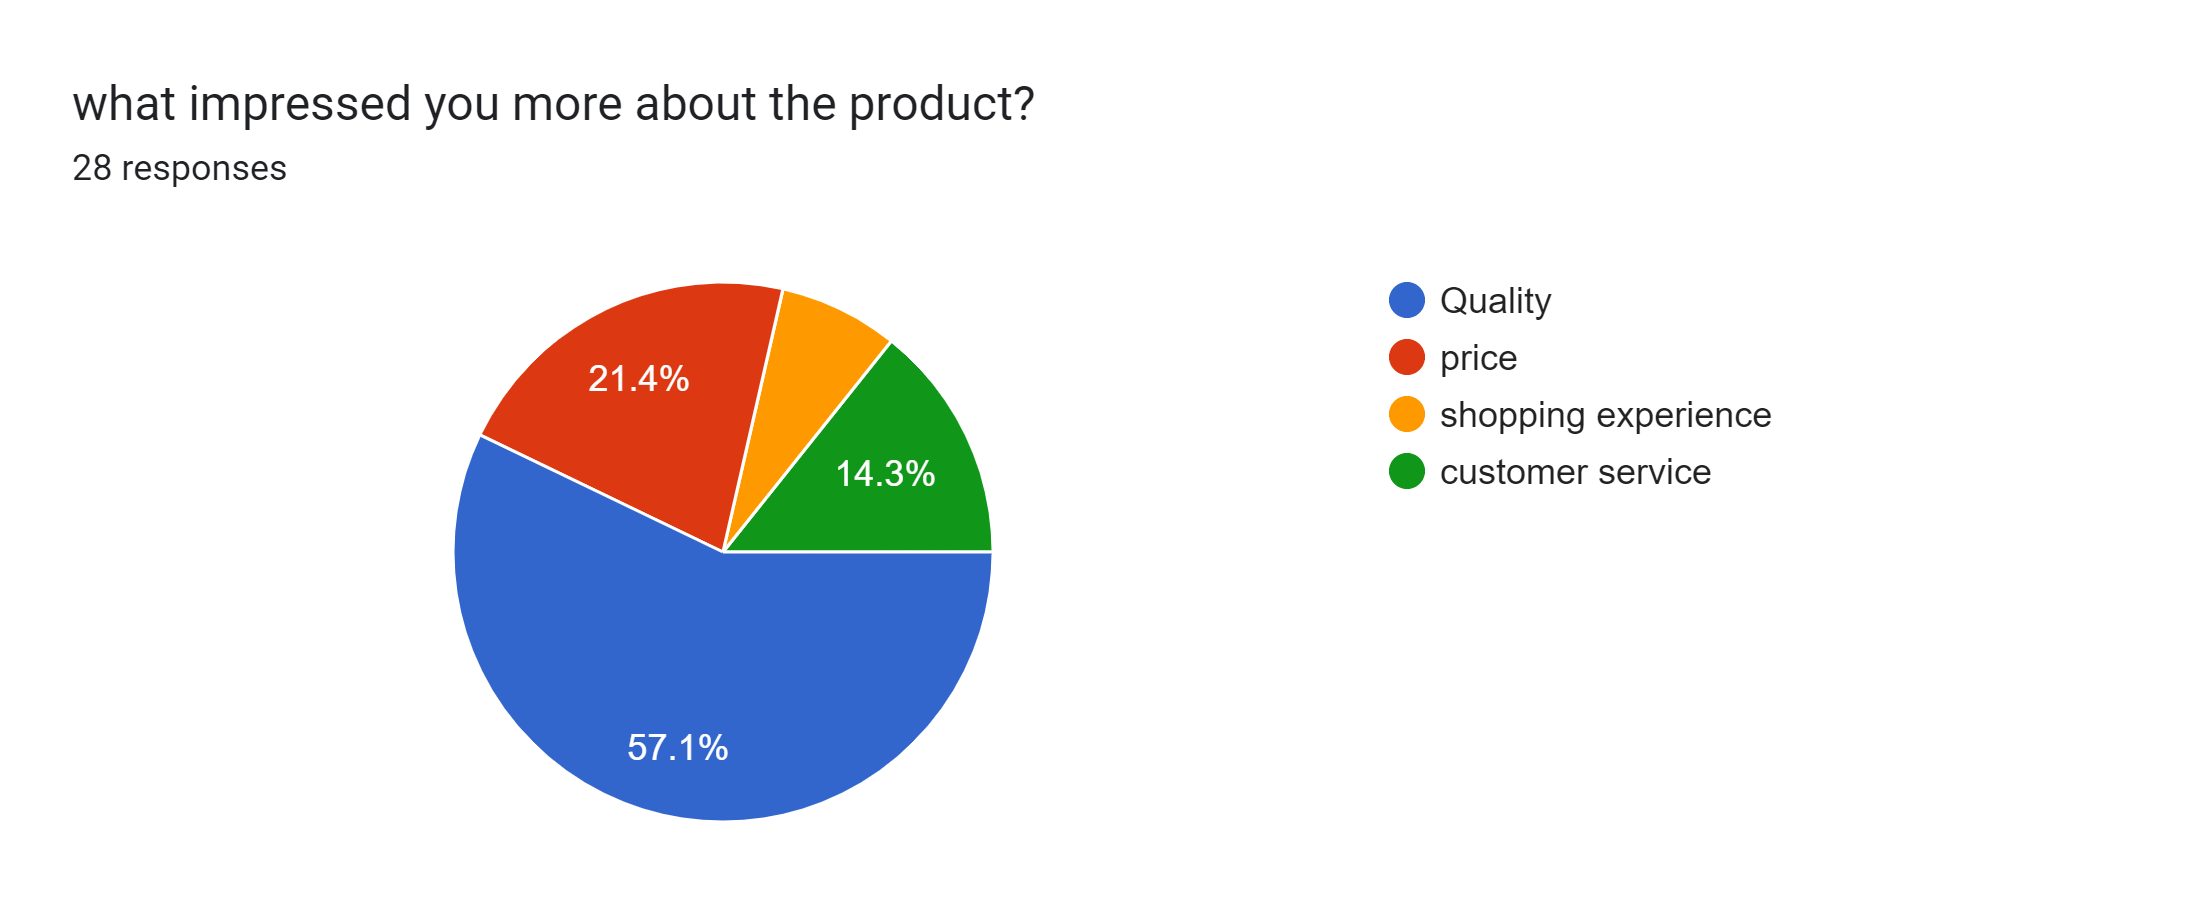 what impressed you more about the product?
28 responses
21.4%
14.3%
57.1%
Quality
price
shopping experience
customer service